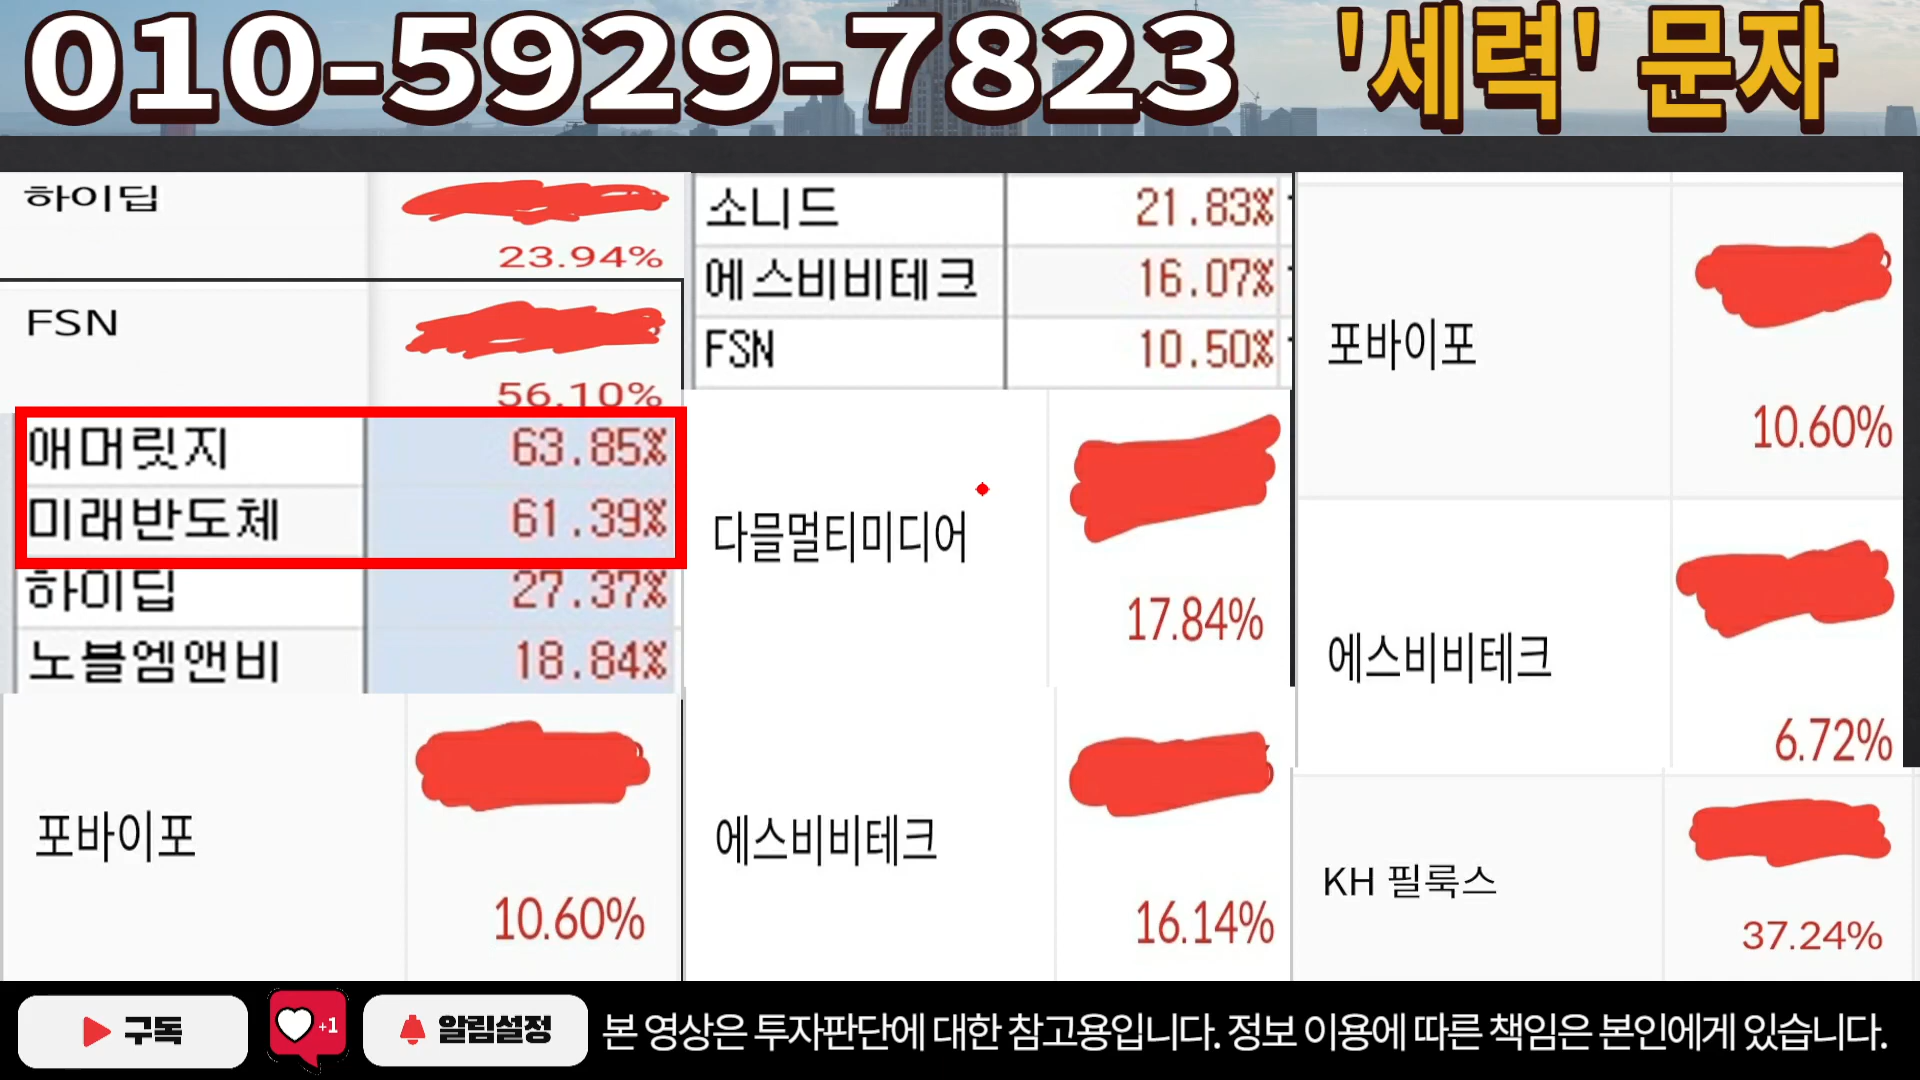 010-5929-7823 '세력' 문자
하이딥
23.94%
FSN
56.10%
애머릿지 63.85%
미래반도체 61.39%
하이딥 27.37%
노블엠앤비 18.84%
포바이포
10.60%
소니드 21.83%
에스비비테크 16.07%
FSN 10.50%
다믈멀티미디어
17.84%
에스비비테크
16.14%
포바이포
10.60%
에스비비테크
6.72%
KH 필룩스
37.24%
구독 +1 알림설정 본 영상은 투자판단에 대한 참고용입니다. 정보 이용에 따른 책임은 본인에게 있습니다.